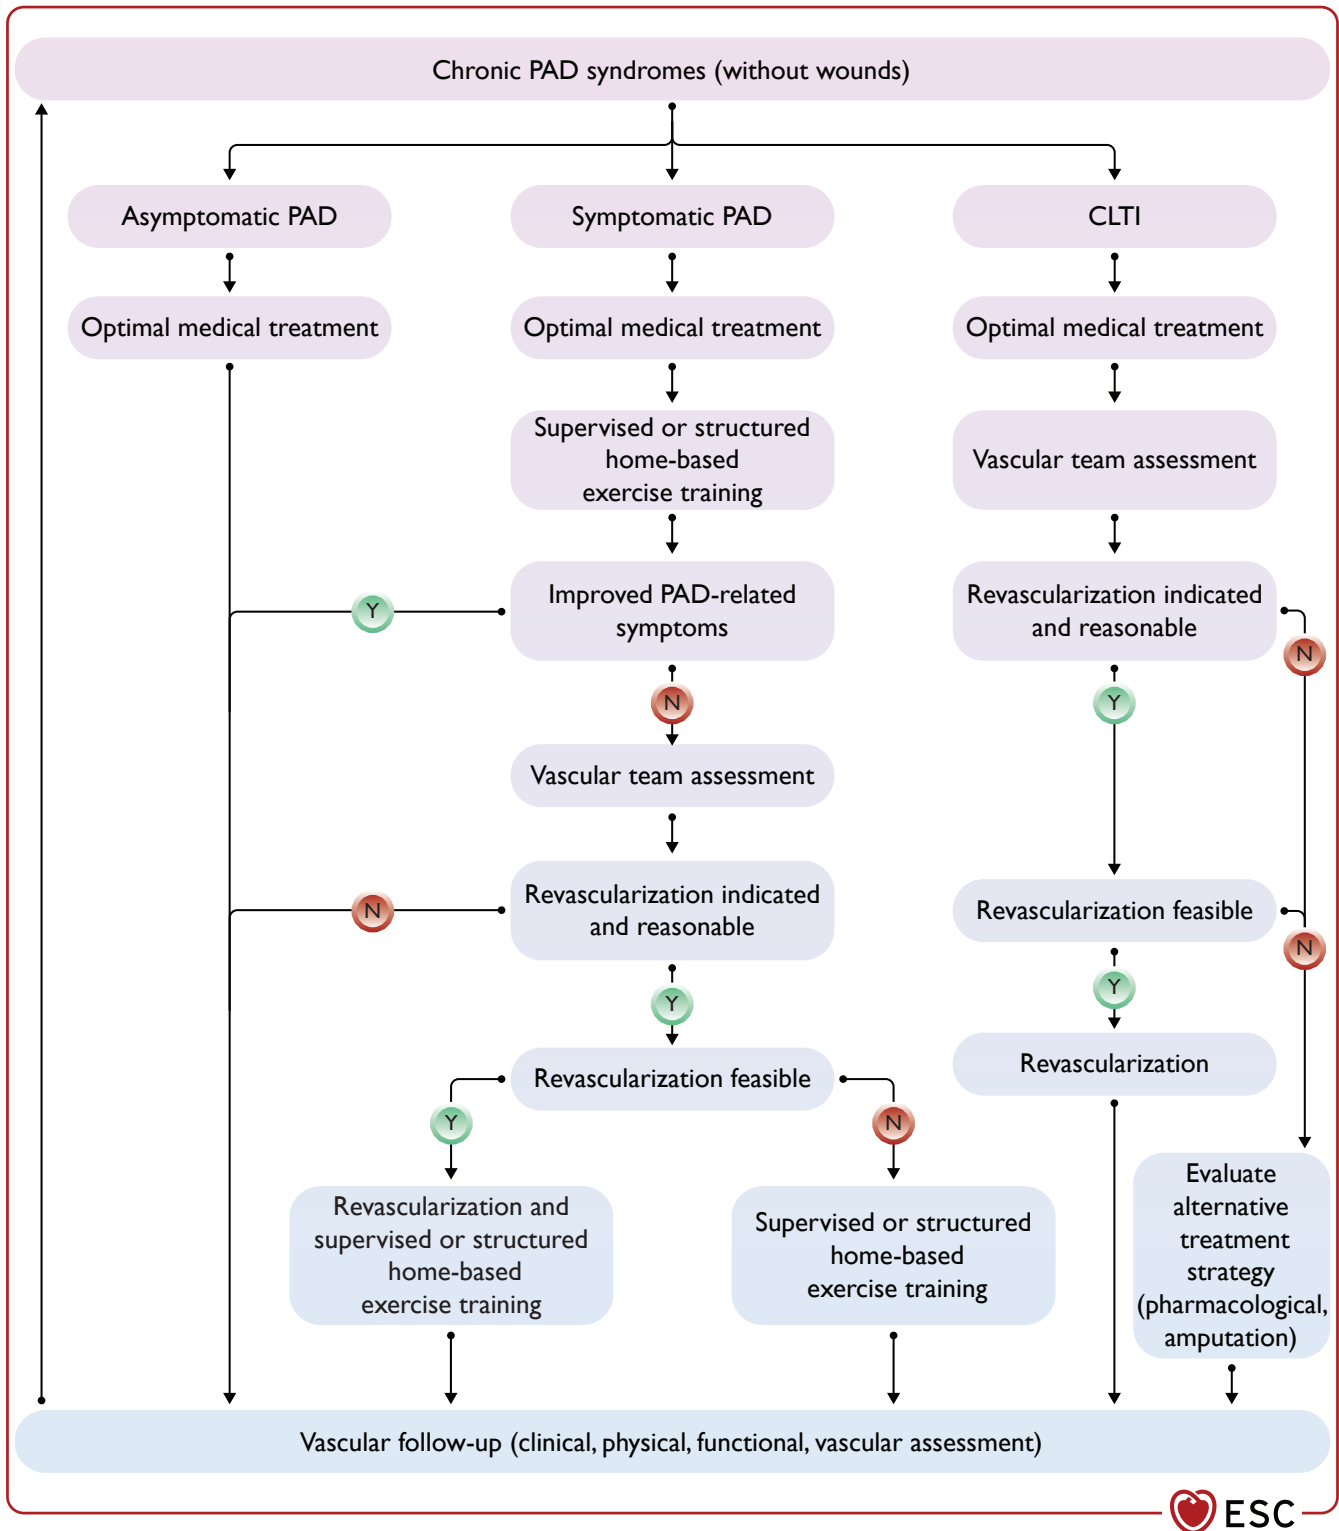 Chronic PAD syndromes (without wounds)
Asymptomatic PAD
Symptomatic PAD
CLTI
Optimal medical treatment
Optimal medical treatment
Optimal medical treatment
Supervised or structured
home-based
exercise training
Vascular team assessment
Improved PAD-related
symptoms
Revascularization indicated
and reasonable
Y
N
N
Y
Vascular team assessment
Revascularization indicated
and reasonable
Revascularization feasible
N
N
Y
Y
Revascularization feasible
Revascularization
Y
N
Revascularization and
supervised or structured
home-based
exercise training
Supervised or structured
home-based
exercise training
Evaluate
alternative
treatment
strategy
(pharmacological,
amputation)
Vascular follow-up (clinical, physical, functional, vascular assessment)
ESC